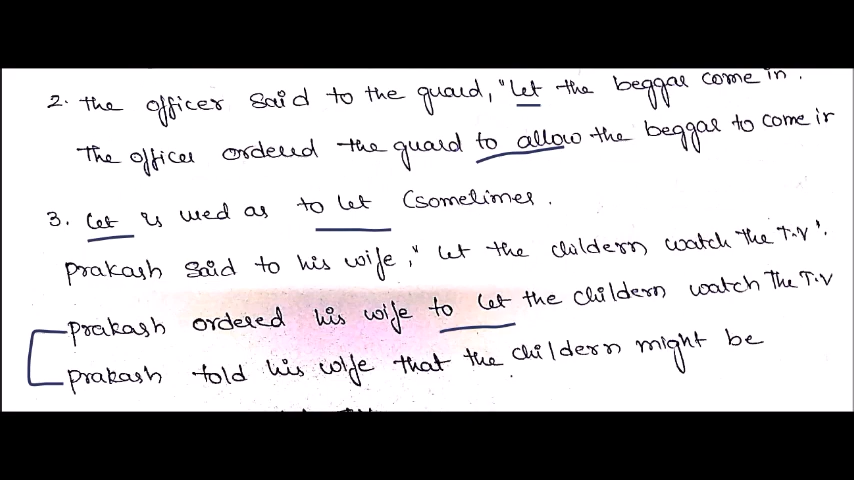 2. The officer said to the guard, "let the beggar come in.
The officer ordered the guard to allow the beggar to come in
3. Let is used as to let (sometimes.
Prakash said to his wife, "let the childern watch the T.V".
Prakash ordered his wife to let the childern watch the T.V
Prakash told his wife that the childern might be